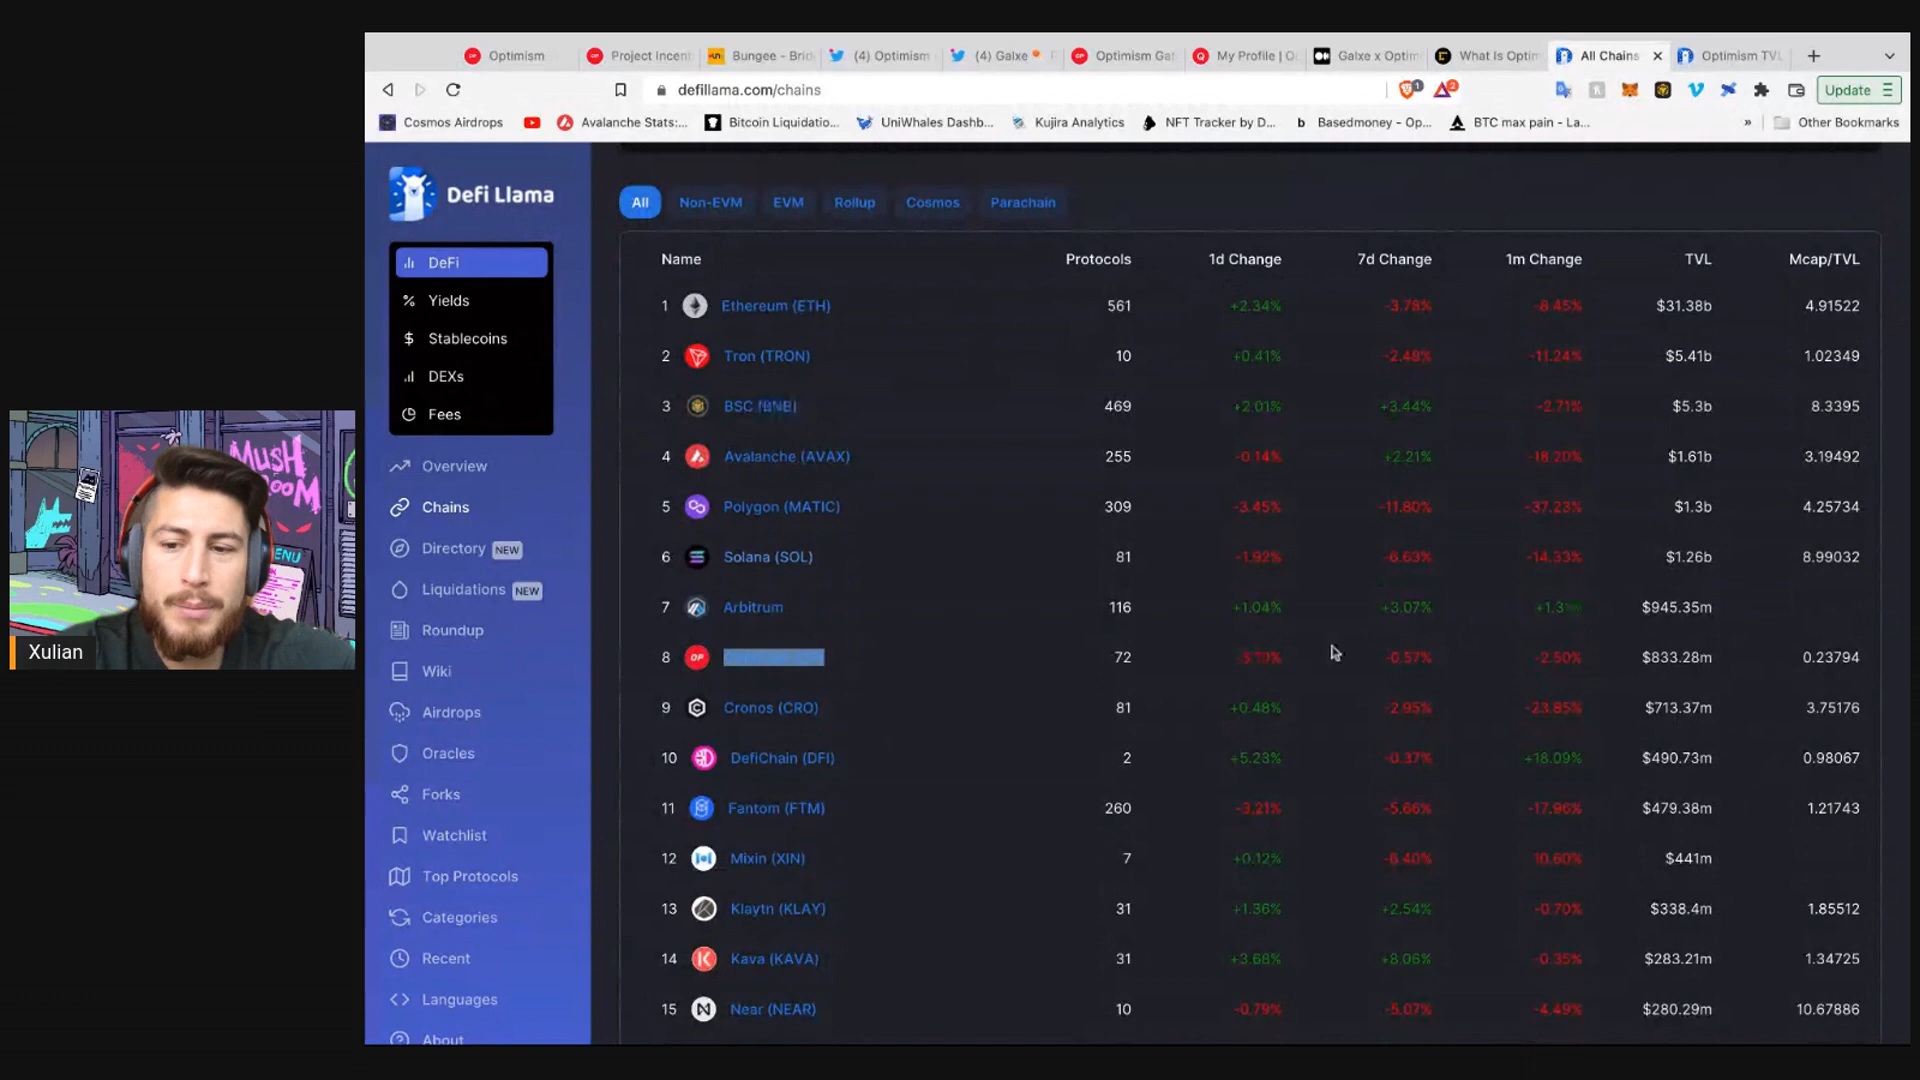 Optimism
Project Incent
Bungee - Brid
(4) Optimism
(4) Galxe
Optimism Gat
My Profile | O
Galxe x Optim
What Is Optim
All Chains
Optimism TVL
defillama.com/chains
1
2
Update
Cosmos Airdrops
Avalanche Stats:...
Bitcoin Liquidatio...
UniWhales Dashb...
Kujira Analytics
NFT Tracker by D...
Basedmoney - Op...
BTC max pain - La...
»
Other Bookmarks
Defi Llama
DeFi
Yields
Stablecoins
DEXs
Fees
Overview
Chains
Directory NEW
Liquidations NEW
Roundup
Wiki
Airdrops
Oracles
Forks
Watchlist
Top Protocols
Categories
Recent
Languages
About
All Non-EVM EVM Rollup Cosmos Parachain
Name Protocols 1d Change 7d Change 1m Change TVL Mcap/TVL
1 Ethereum (ETH) 561 +2.34% -3.78% -8.45% $31.38b 4.91522
2 Tron (TRON) 10 +0.41% -2.48% -11.24% $5.41b 1.02349
3 BSC (BNB) 469 +2.01% +3.44% -2.71% $5.3b 8.3395
4 Avalanche (AVAX) 255 -0.14% +2.21% -18.20% $1.61b 3.19492
5 Polygon (MATIC) 309 -3.45% -11.80% -37.23% $1.3b 4.25734
6 Solana (SOL) 81 -1.92% -6.63% -14.33% $1.26b 8.99032
7 Arbitrum 116 +1.04% +3.07% $945.35m
8 OP 72 -0.57% -2.50% $833.28m 0.23794
9 Cronos (CRO) 81 +0.48% -2.95% -23.85% $713.37m 3.75176
10 DefiChain (DFI) 2 +5.23% -0.37% +18.09% $490.73m 0.98067
11 Fantom (FTM) 260 -3.21% -5.66% -17.96% $479.38m 1.21743
12 Mixin (XIN) 7 +0.12% -6.40% $441m
13 Klaytn (KLAY) 31 +1.36% +2.54% -0.70% $338.4m 1.85512
14 Kava (KAVA) 31 +3.68% +8.06% -0.35% $283.21m 1.34725
15 Near (NEAR) 10 -0.79% -5.07% -4.49% $280.29m 10.67886
MUSH
ROOM
MENU
Xulian